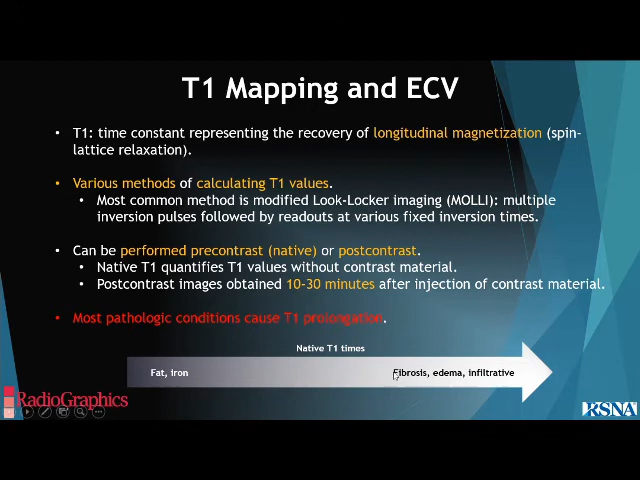 T1 Mapping and ECV
• T1: time constant representing the recovery of longitudinal magnetization (spin-
lattice relaxation).
• Various methods of calculating T1 values.
• Most common method is modified Look-Locker imaging (MOLLI): multiple
inversion pulses followed by readouts at various fixed inversion times.
• Can be performed precontrast (native) or postcontrast.
• Native T1 quantifies T1 values without contrast material.
• Postcontrast images obtained 10-30 minutes after injection of contrast material.
• Most pathologic conditions cause T1 prolongation.
Native T1 times
Fat, iron
Fibrosis, edema, infiltrative
RadioGraphics
RSNA